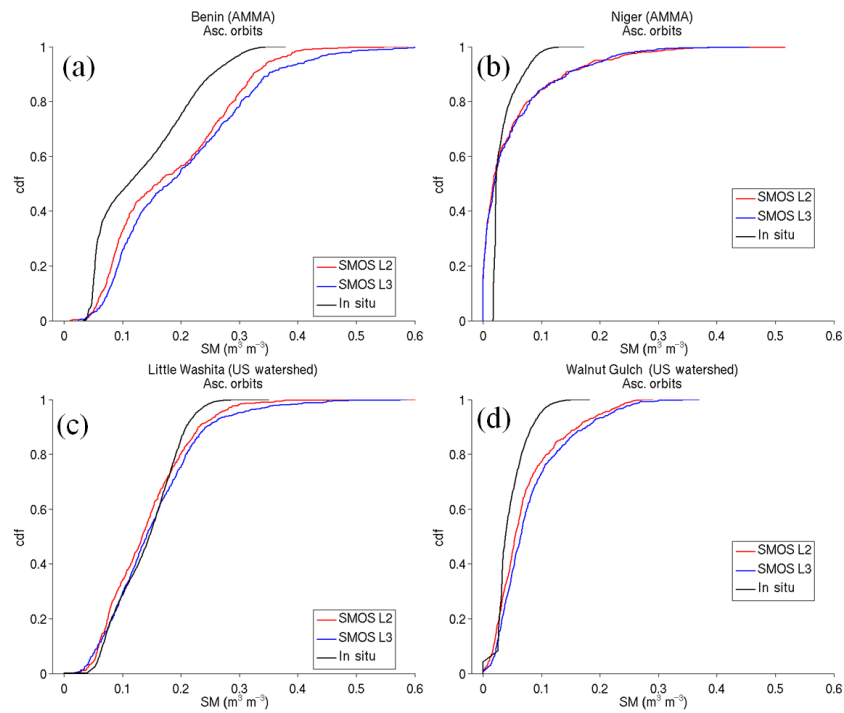 Benin (AMMA)
Asc. orbits
(a)
1
0.8
0.6
0.4
0.2
0
cdf
0
0.1
0.2
0.3
0.4
0.5
0.6
SM (m³ m⁻³)
SMOS L2
SMOS L3
In situ
Niger (AMMA)
Asc. orbits
(b)
1
0.8
0.6
0.4
0.2
0
cdf
0
0.1
0.2
0.3
0.4
0.5
0.6
SM (m³ m⁻³)
SMOS L2
SMOS L3
In situ
Little Washita (US watershed)
Asc. orbits
(c)
1
0.8
0.6
0.4
0.2
0
cdf
0
0.1
0.2
0.3
0.4
0.5
0.6
SM (m³ m⁻³)
SMOS L2
SMOS L3
In situ
Walnut Gulch (US watershed)
Asc. orbits
(d)
1
0.8
0.6
0.4
0.2
0
cdf
0
0.1
0.2
0.3
0.4
0.5
0.6
SM (m³ m⁻³)
SMOS L2
SMOS L3
In situ